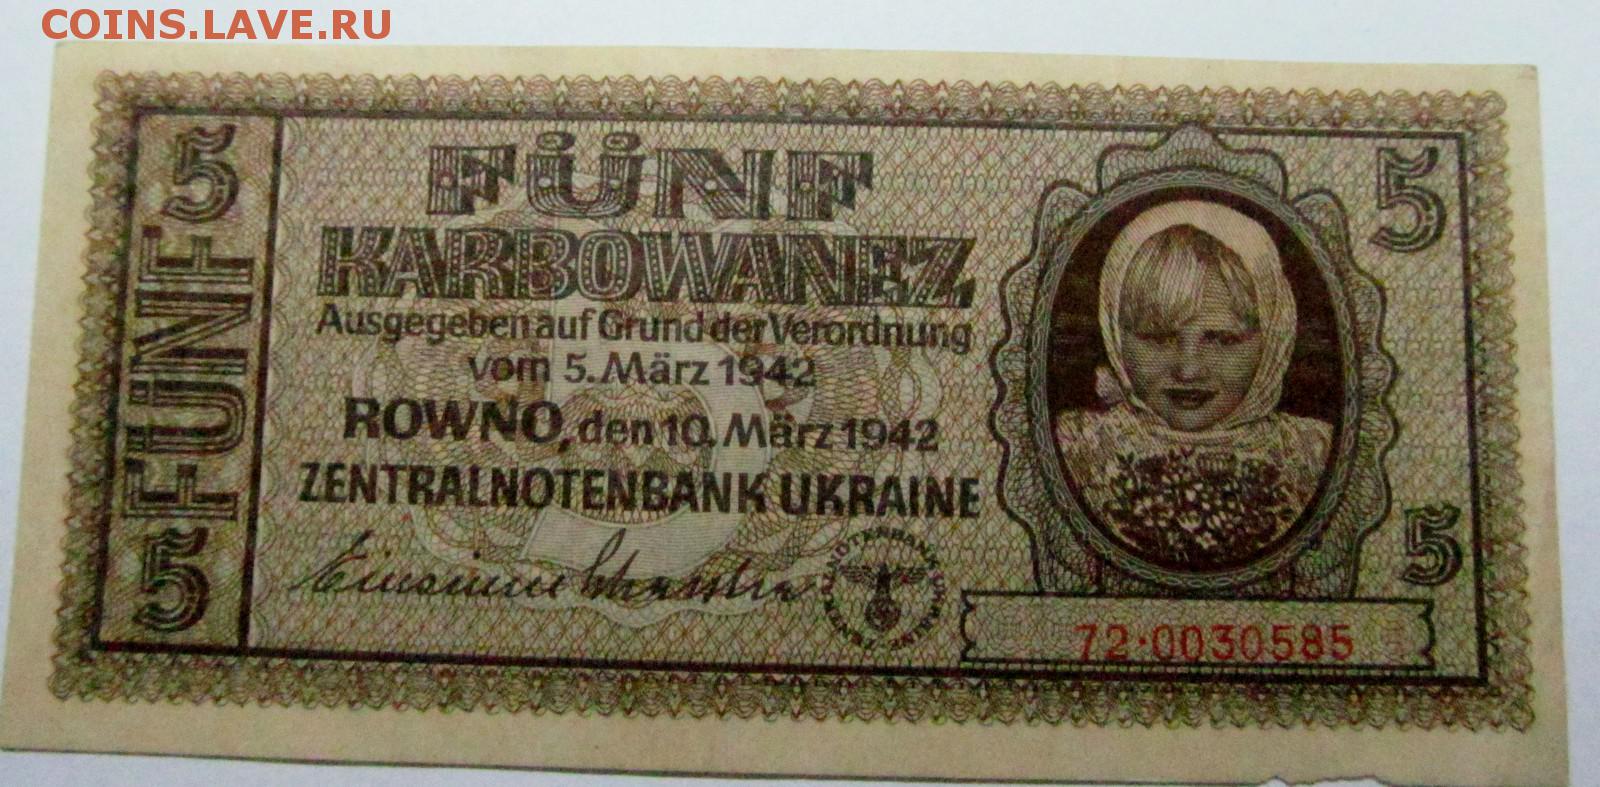 COINS.LAVE.RU
5
FÜNF
5
FÜNF
KARBOWANEZ
Ausgegeben auf Grund der Verordnung
vom 5. März 1942
ROWNO, den 10. März 1942
ZENTRALNOTENBANK UKRAINE
5
5
72·0030585